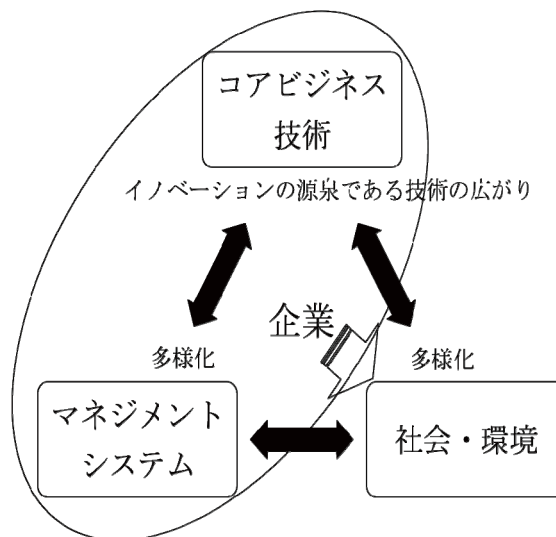 コアビジネス
技術
イノベーションの源泉である技術の広がり
企業
多様化
多様化
マネジメント
システム
社会・環境